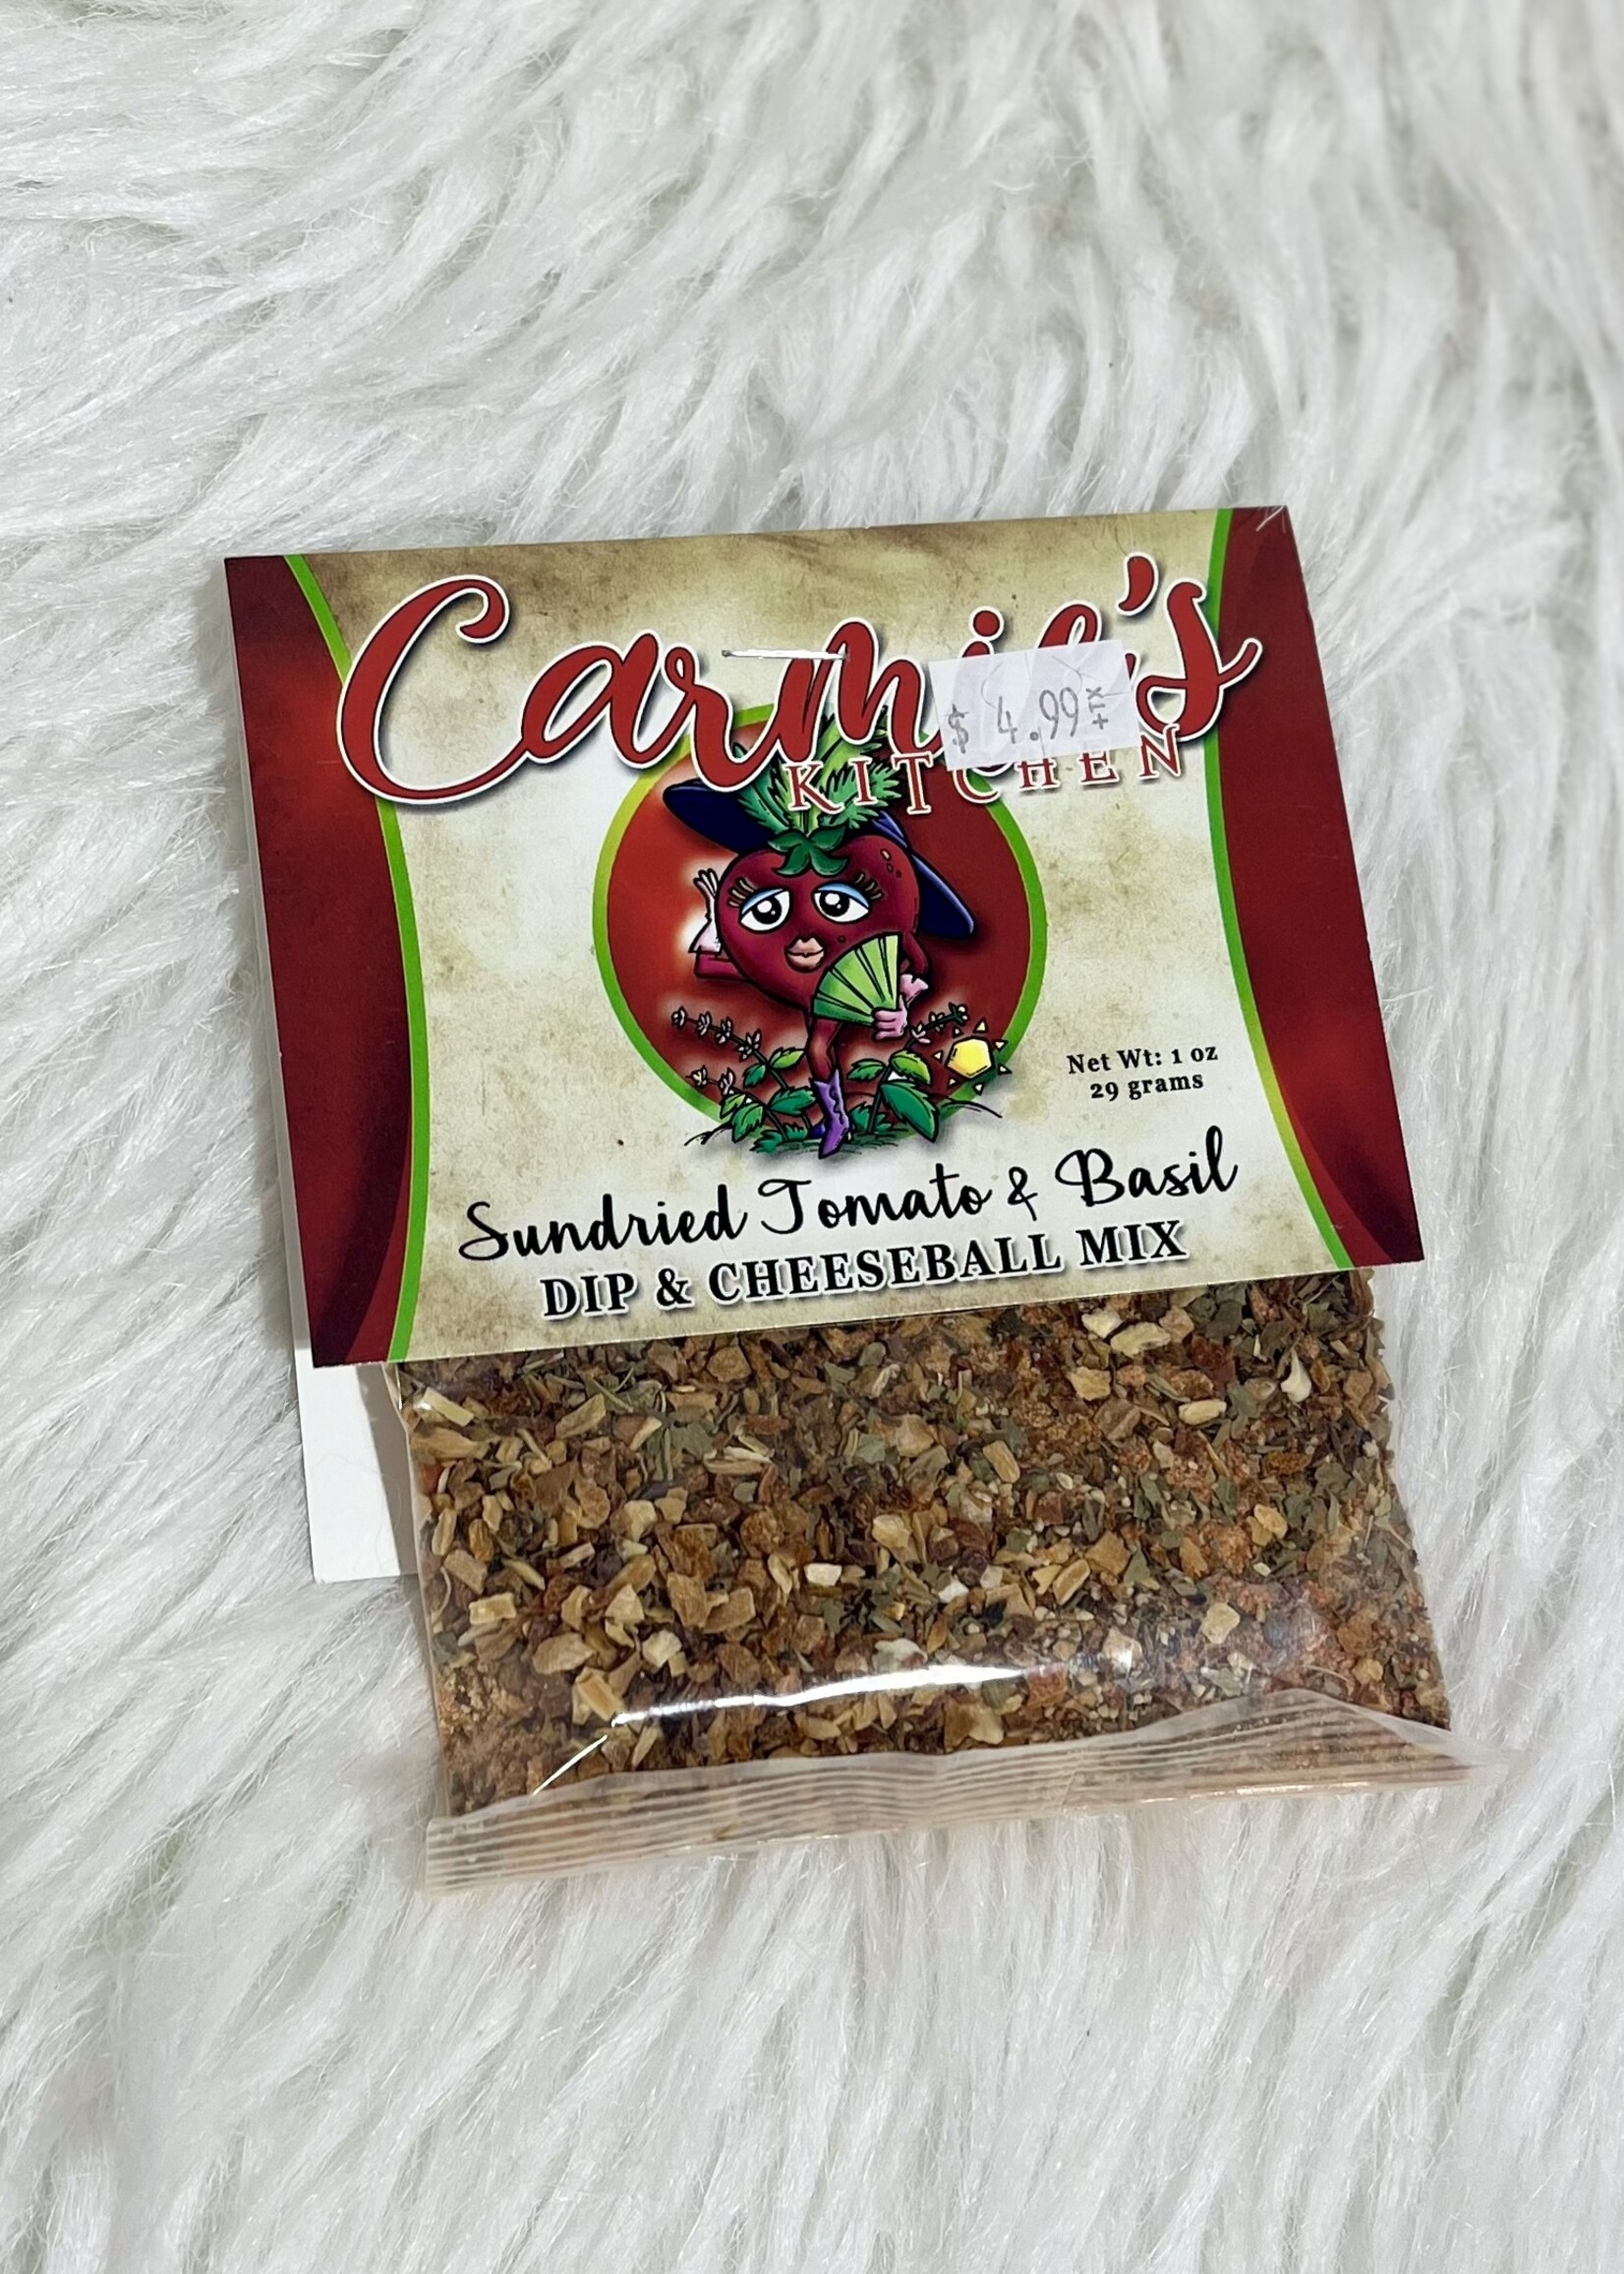 Carmie's
$ 4.99 +TX
KITCHEN
Net Wt: 1 oz
29 grams
Sundried Tomato & Basil
DIP & CHEESEBALL MIX